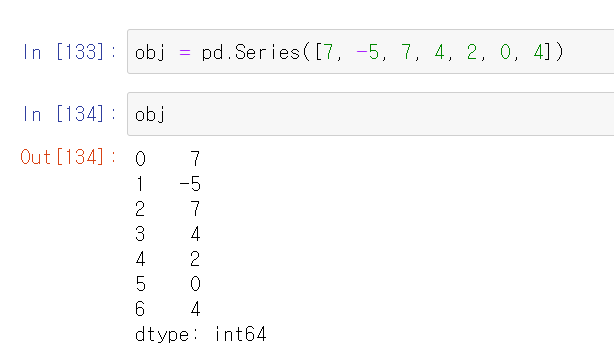 In [133]: obj = pd.Series([7, -5, 7, 4, 2, 0, 4])
In [134]: obj
Out[134]: 0 7
1 -5
2 7
3 4
4 2
5 0
6 4
dtype: int64